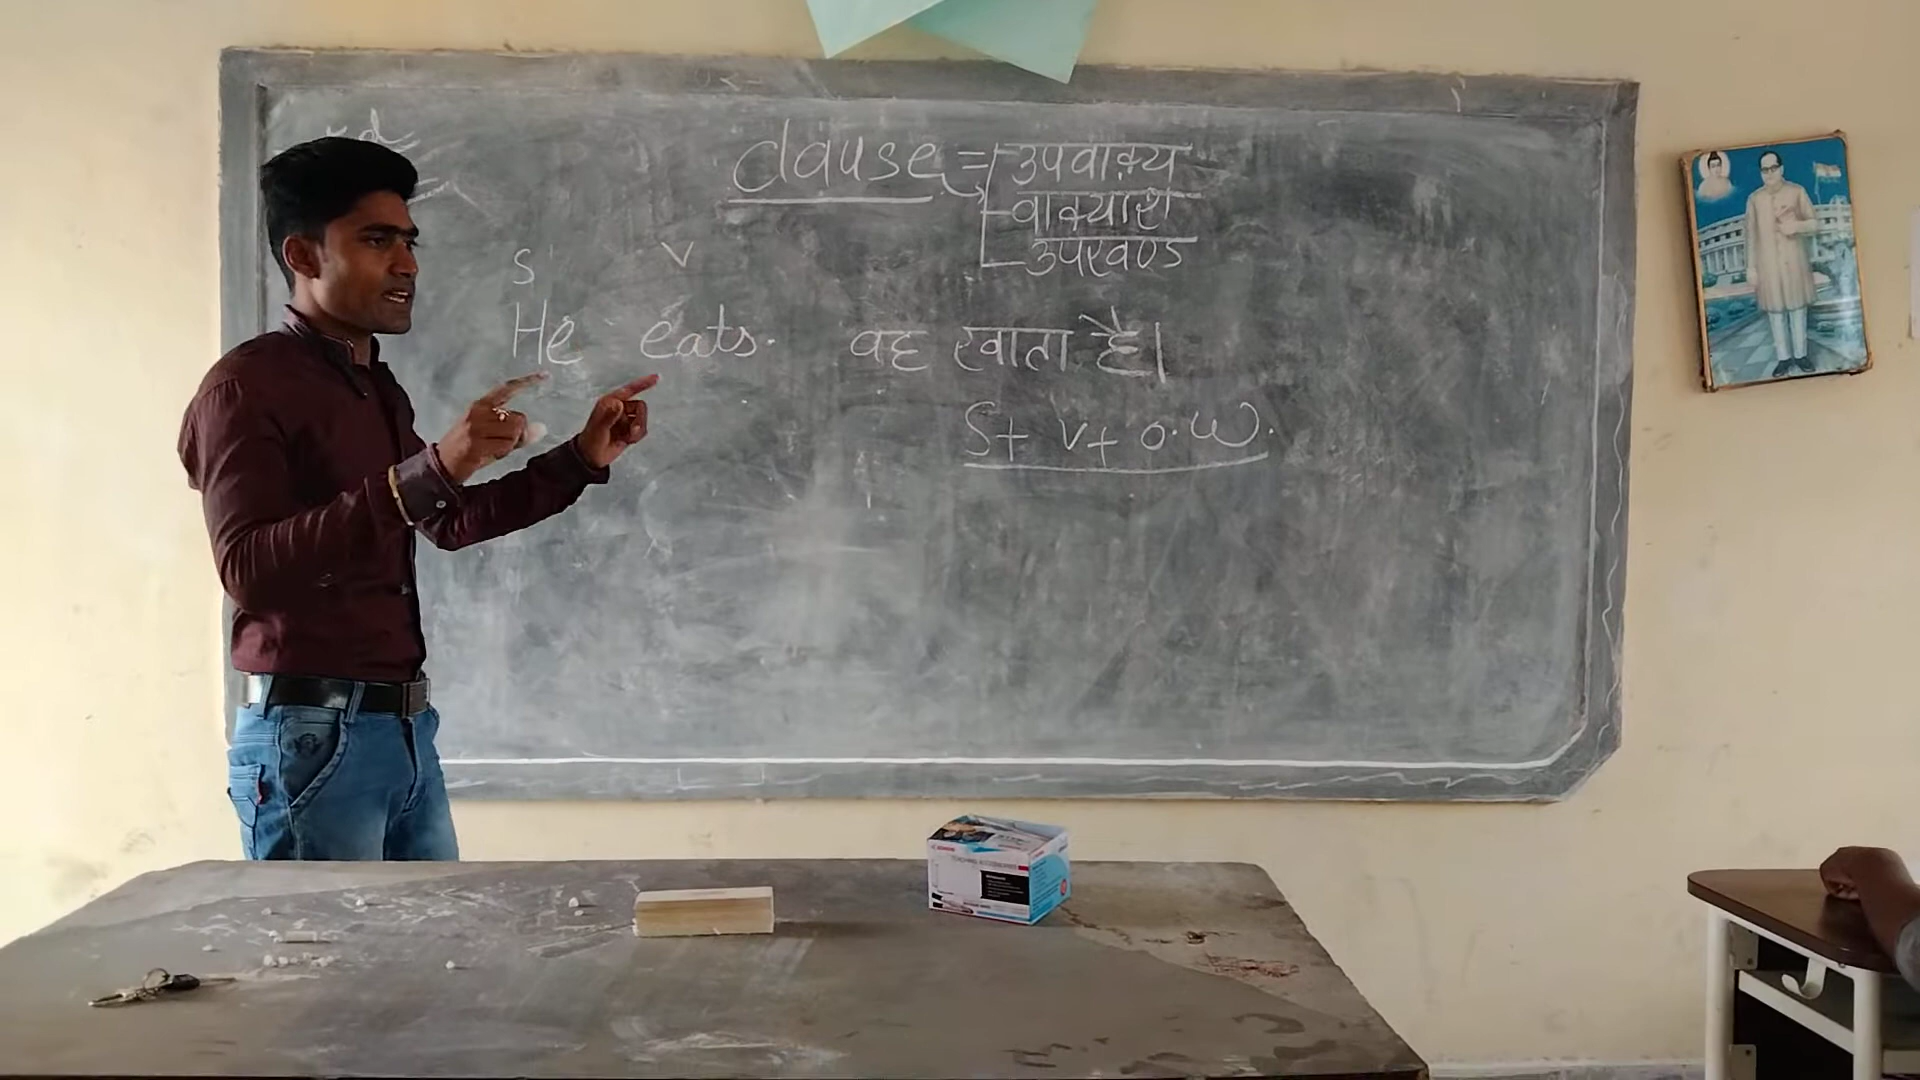 clause = उपवाक्य
वाक्यांश
उपखण्ड
S V
He eats. वह खाता है।
S+ V+ O.W.